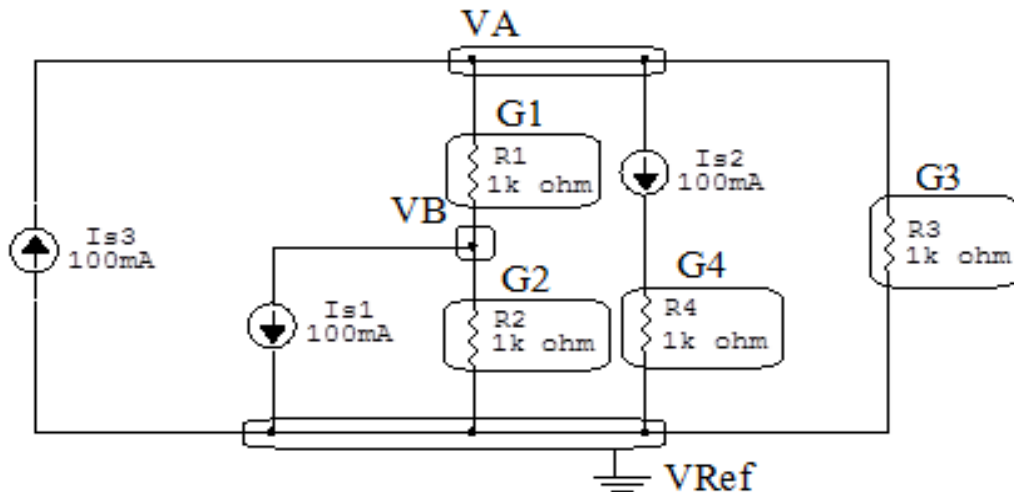 VA
G1
R1
1k ohm
Is2
100mA
G3
R3
1k ohm
VB
Is3
100mA
G2
G4
Is1
100mA
R2
1k ohm
R4
1k ohm
VRef